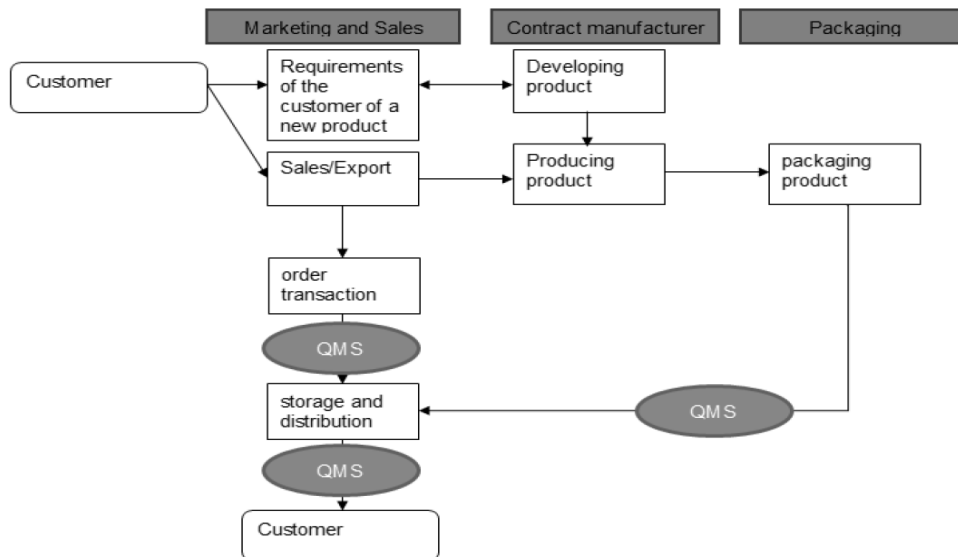 Marketing and Sales
Contract manufacturer
Packaging
Customer
Requirements
of the
customer of a
new product
Developing
product
Sales/Export
Producing
product
packaging
product
order
transaction
QMS
storage and
distribution
QMS
QMS
Customer